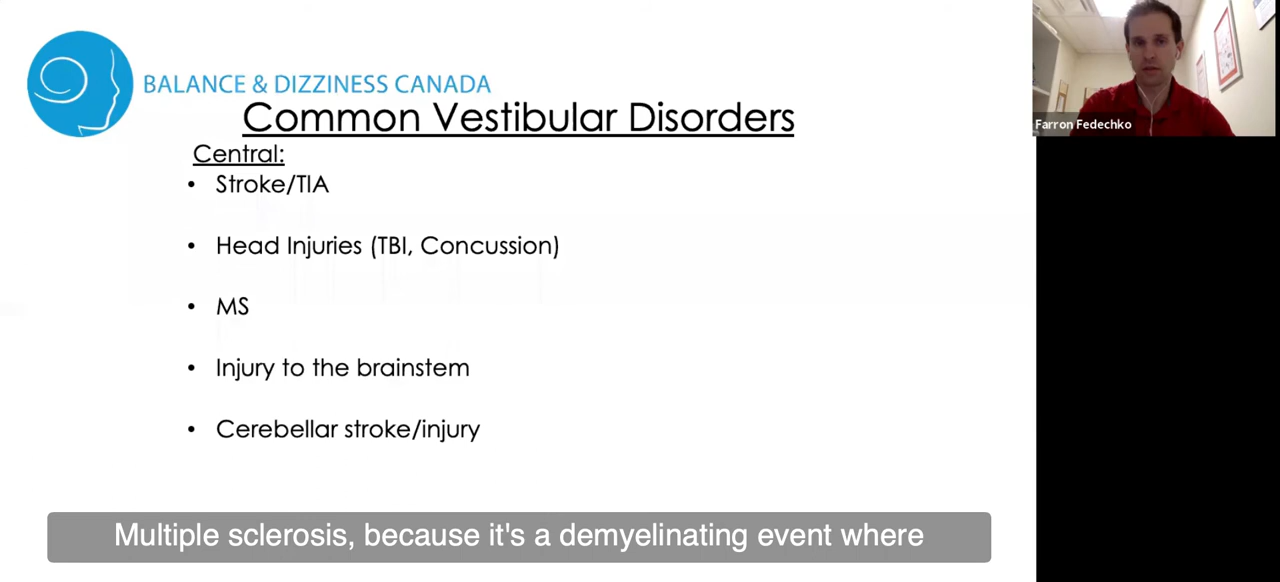 BALANCE & DIZZINESS CANADA
Common Vestibular Disorders
Central:
• Stroke/TIA
• Head Injuries (TBI, Concussion)
• MS
• Injury to the brainstem
• Cerebellar stroke/injury
Multiple sclerosis, because it's a demyelinating event where
Farron Fedechko